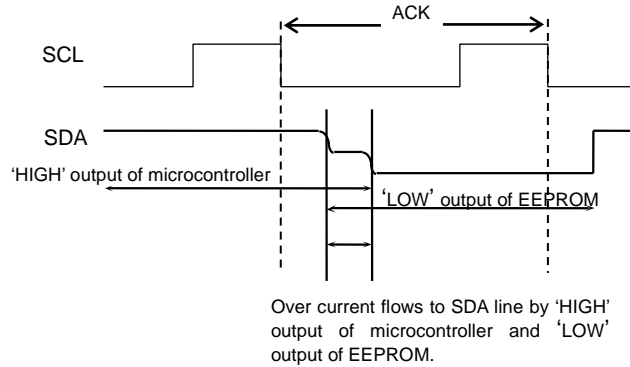 ACK
SCL
SDA
‘HIGH’ output of microcontroller
‘LOW’ output of EEPROM
Over current flows to SDA line by ‘HIGH’
output of microcontroller and ‘LOW’
output of EEPROM.